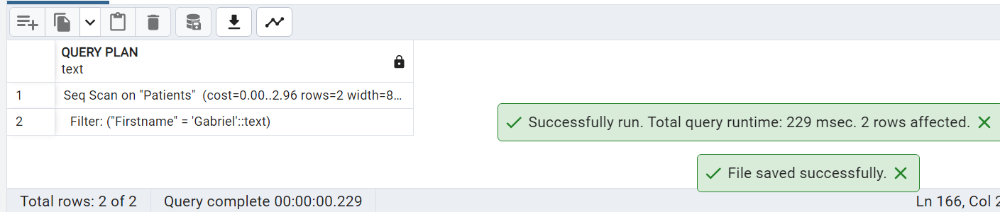 QUERY PLAN
text
1 Seq Scan on "Patients" (cost=0.00..2.96 rows=2 width=8...
2 Filter: ("Firstname" = 'Gabriel'::text)
Successfully run. Total query runtime: 229 msec. 2 rows affected.
File saved successfully.
Total rows: 2 of 2 Query complete 00:00:00.229 Ln 166, Col 2